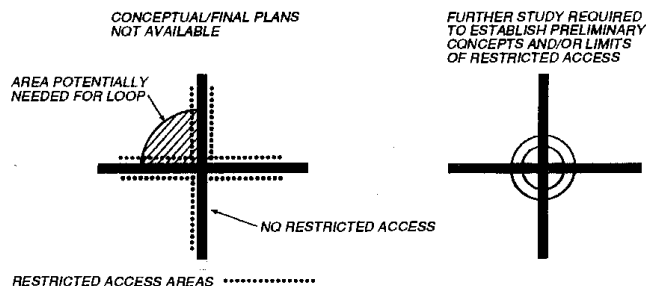 CONCEPTUAL/FINAL PLANS
NOT AVAILABLE
FURTHER STUDY REQUIRED
TO ESTABLISH PRELIMINARY
CONCEPTS AND/OR LIMITS
OF RESTRICTED ACCESS
AREA POTENTIALLY
NEEDED FOR LOOP
NO RESTRICTED ACCESS
RESTRICTED ACCESS AREAS